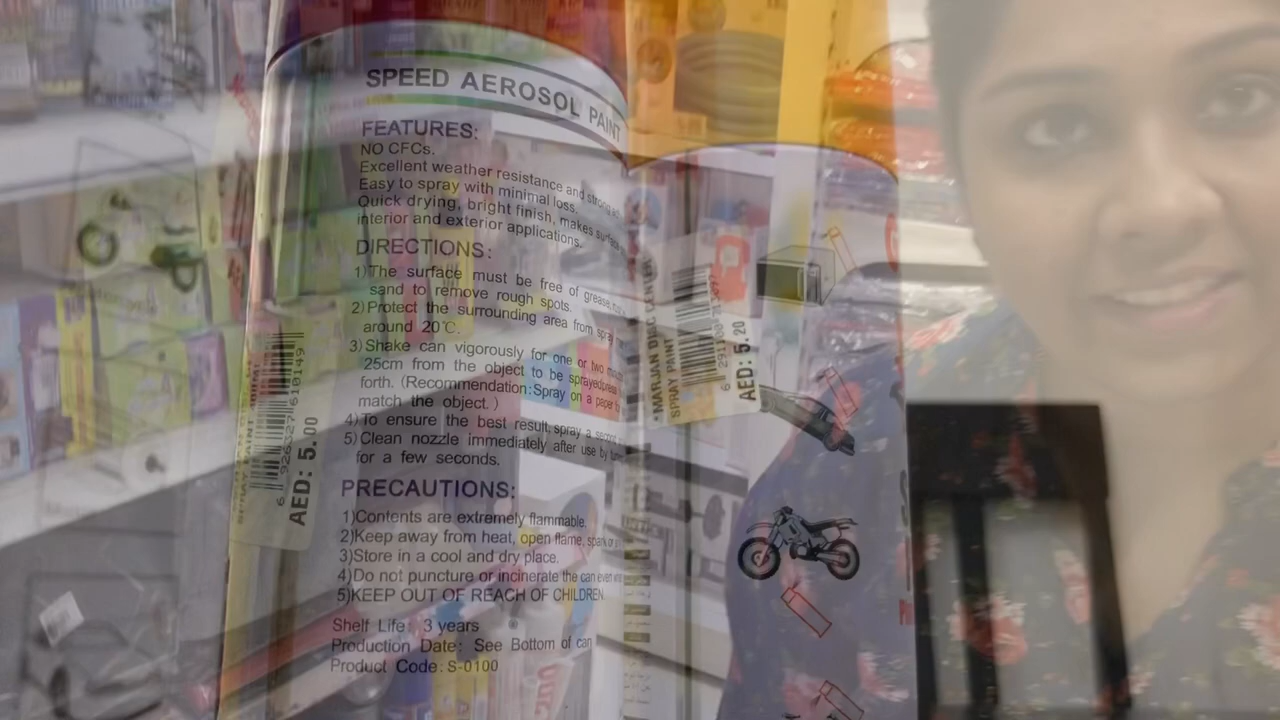 SPEED AEROSOL PAINT
FEATURES:
NO CFCs.
Excellent weather resistance and strong
Easy to spray with minimal loss.
Quick drying, bright finish, makes
interior and exterior applications.
DIRECTIONS:
1)The surface must be free of grease,
sand to remove rough spots.
2)Protect the surrounding area from spray
around 20℃.
3)Shake can vigorously for one or two
25cm from the object to be
forth. (Recommendation:Spray on a paper
match the object.)
4)To ensure the best result, spray a
5)Clean nozzle immediately after use by
for a few seconds.
PRECAUTIONS:
1)Contents are extremely flammable.
2)Keep away from heat, open flame, spark
3)Store in a cool and dry place.
4)Do not puncture or incinerate the can even
5)KEEP OUT OF REACH OF CHILDREN.
Shelf Life: 3 years
Production Date: See Bottom of can
Product Code: S-0100
6 926327 610149
AED: 5.00
*MARJAN DISC CENTER
SPRAY PAINT
AED: 5.20